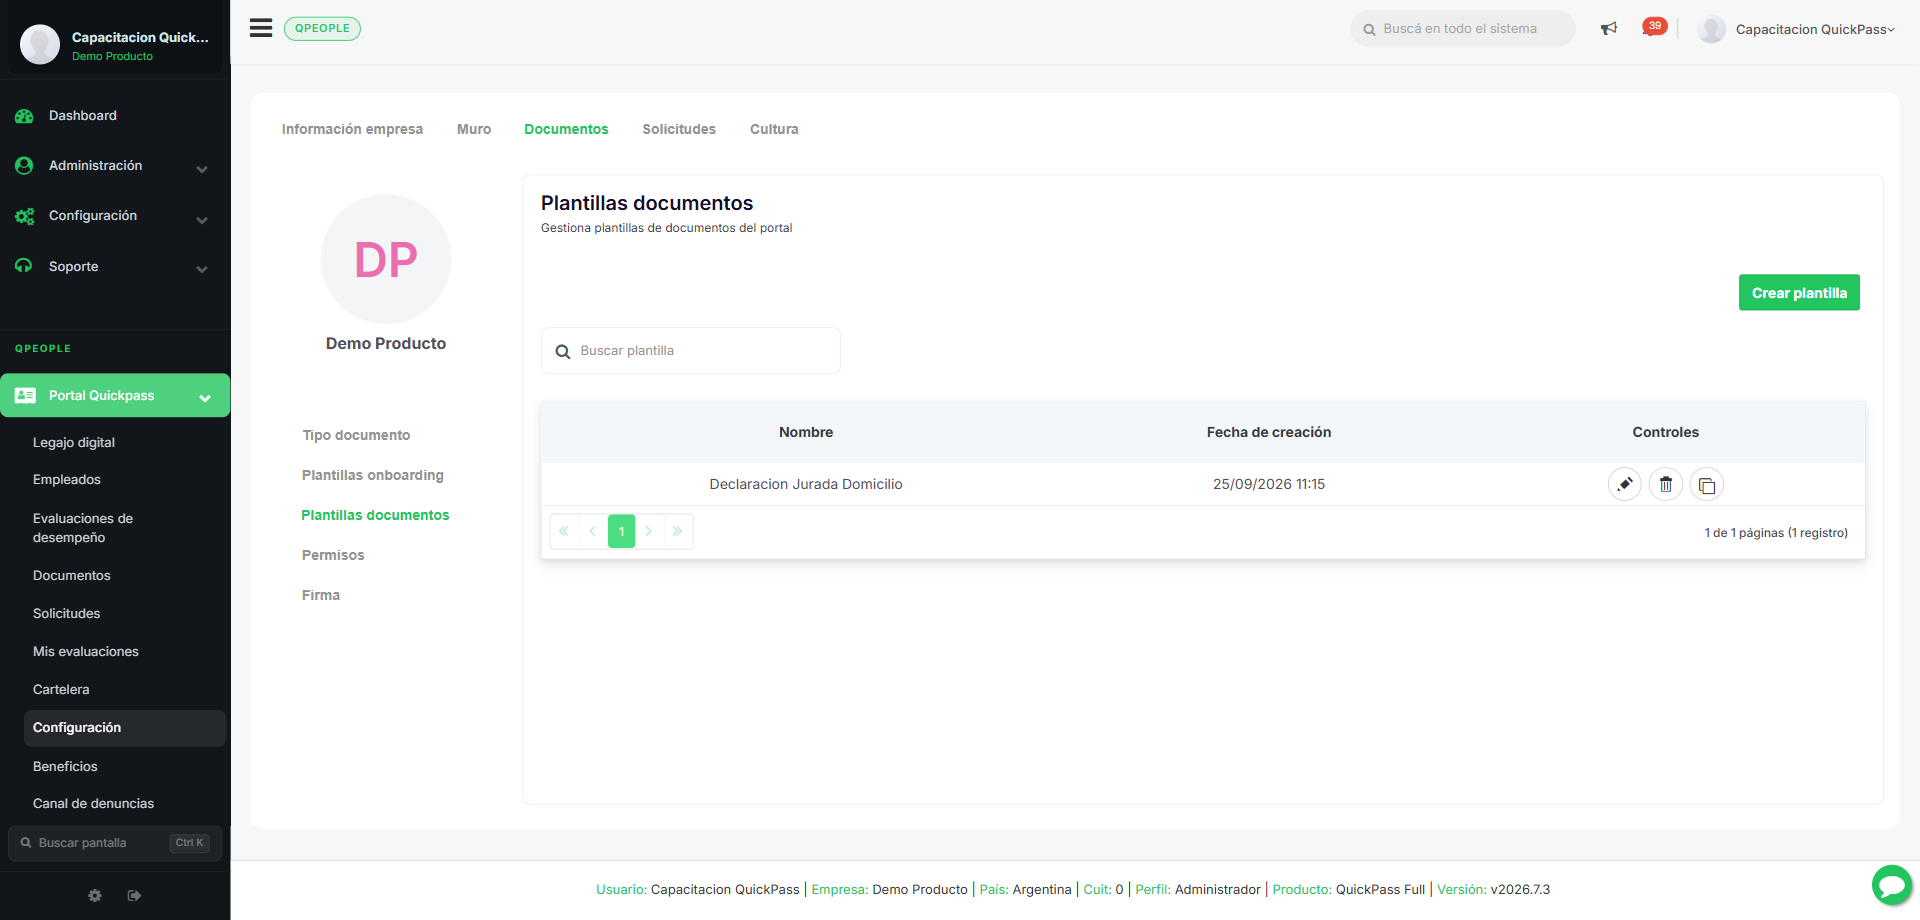 Capacitacion Quick...
Demo Producto
Dashboard
Administración
Configuración
Soporte
QPEOPLE
Portal Quickpass
Legajo digital
Empleados
Evaluaciones de
desempeño
Documentos
Solicitudes
Mis evaluaciones
Cartelera
Configuración
Beneficios
Canal de denuncias
Buscar pantalla
Ctrl K
QPEOPLE
Buscá en todo el sistema
39
Capacitacion QuickPass
Información empresa
Muro
Documentos
Solicitudes
Cultura
DP
Demo Producto
Tipo documento
Plantillas onboarding
Plantillas documentos
Permisos
Firma
Plantillas documentos
Gestiona plantillas de documentos del portal
Crear plantilla
Buscar plantilla
Nombre
Fecha de creación
Controles
Declaracion Jurada Domicilio
25/09/2026 11:15
« ‹ 1 › »
1 de 1 páginas (1 registro)
Usuario: Capacitacion QuickPass | Empresa: Demo Producto | País: Argentina | Cuit: 0 | Perfil: Administrador | Producto: QuickPass Full | Versión: v2026.7.3